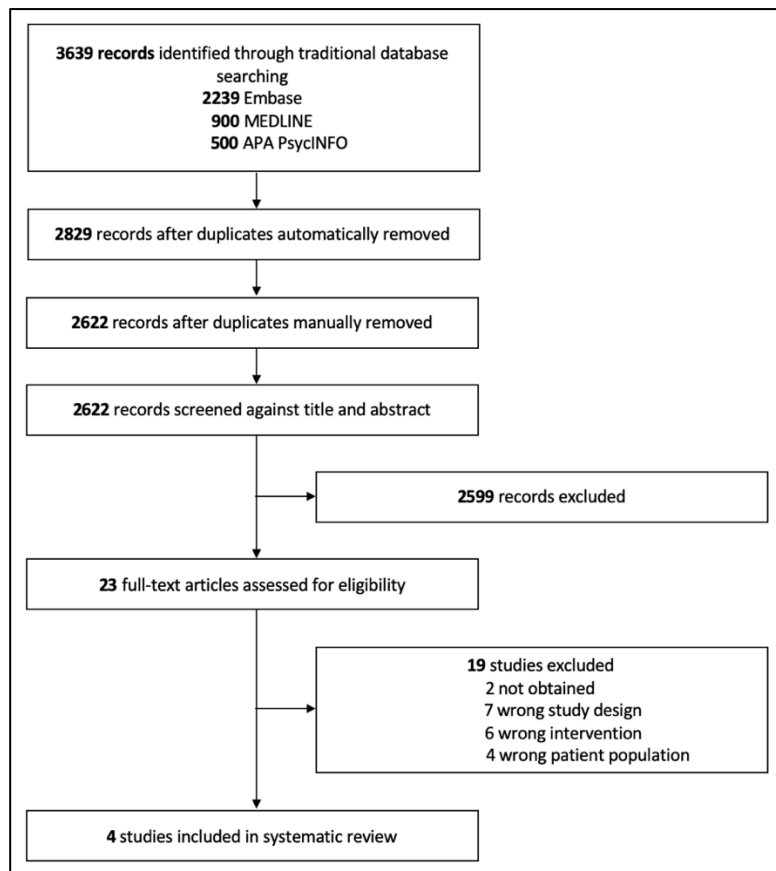 3639 records identified through traditional database
searching
2239 Embase
900 MEDLINE
500 APA PsycINFO
2829 records after duplicates automatically removed
2622 records after duplicates manually removed
2622 records screened against title and abstract
2599 records excluded
23 full-text articles assessed for eligibility
19 studies excluded
2 not obtained
7 wrong study design
6 wrong intervention
4 wrong patient population
4 studies included in systematic review